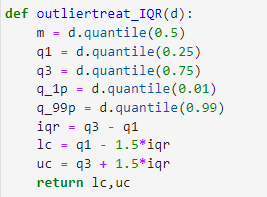 def outliertreat_IQR(d):
    m = d.quantile(0.5)
    q1 = d.quantile(0.25)
    q3 = d.quantile(0.75)
    q_1p = d.quantile(0.01)
    q_99p = d.quantile(0.99)
    iqr = q3 - q1
    lc = q1 - 1.5*iqr
    uc = q3 + 1.5*iqr
    return lc,uc